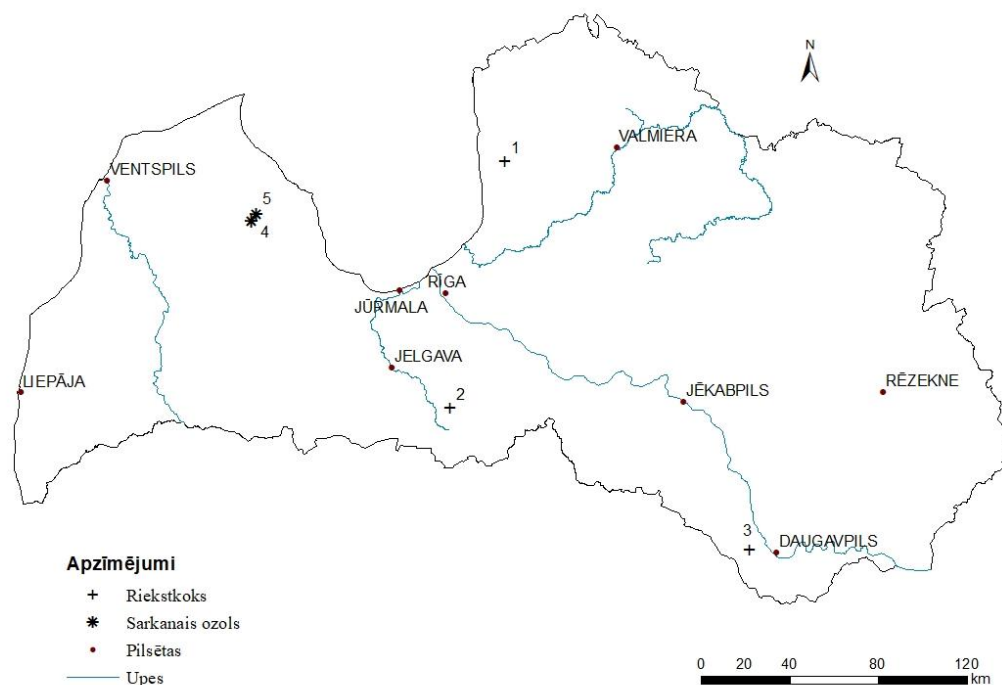 N
1
VALMIERA
VENTSPILS
5
4
RĪGA
JŪRMALA
JELGAVA
LIEPĀJA
RĒZEKNE
JĒKABPILS
2
3
DAUGAVPILS
Apzīmējumi
Riekstkoks
Sarkanais ozols
Pilsētas
Upes
0 20 40 80 120
km